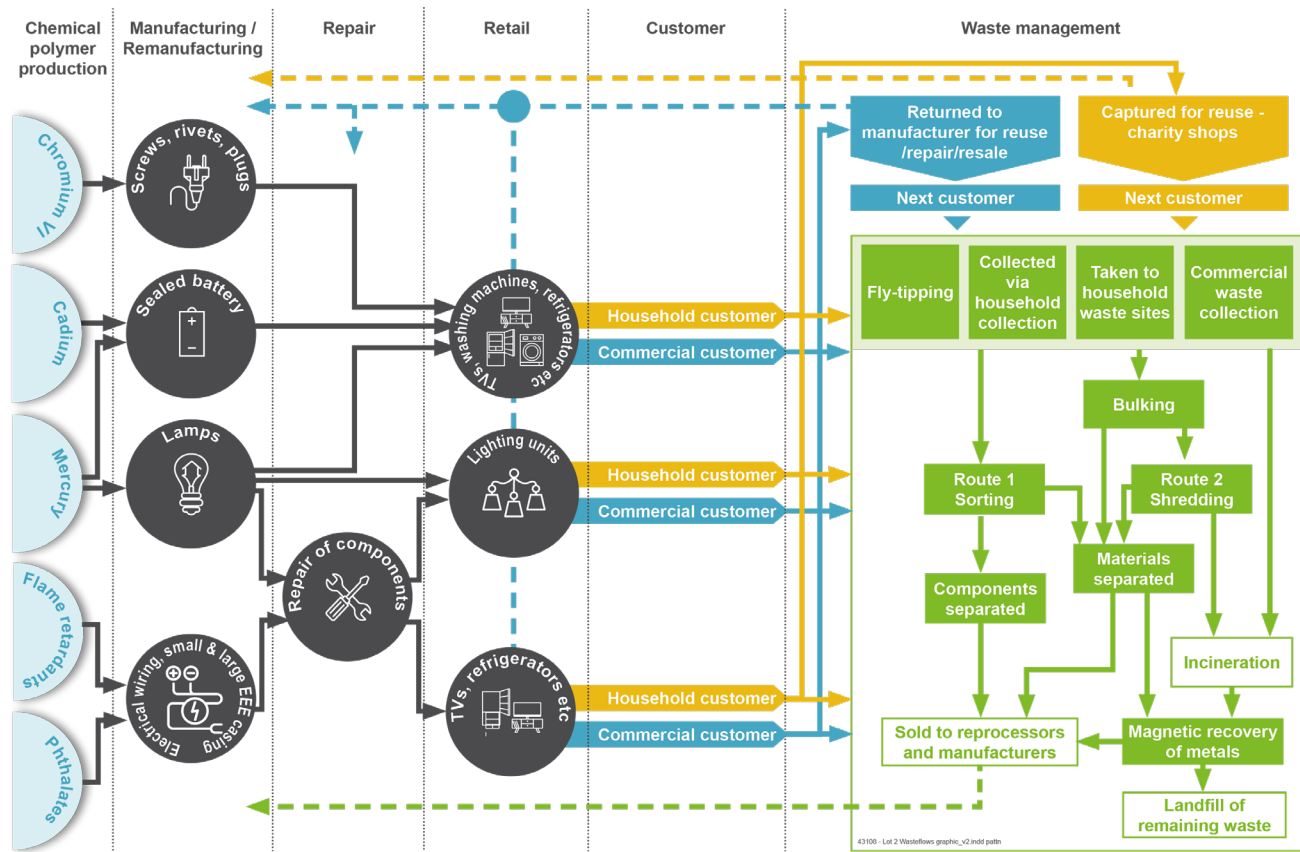 Chemical
polymer
production
Manufacturing /
Remanufacturing
Repair
Retail
Customer
Waste management
Chromium VI
Cadium
Mercury
Flame retardants
Phthalates
Screws, rivets, plugs
Sealed battery
Lamps
Electrical wiring, small & large EEE casing
Repair of components
TVs, washing machines, refrigerators
TVs etc
Lighting units
TVs, refrigerators etc
Household customer
Commercial customer
Household customer
Commercial customer
Household customer
Commercial customer
Returned to
manufacturer for reuse
/repair/resale
Next customer
Captured for reuse -
charity shops
Next customer
Fly-tipping
Collected
via
household
collection
Taken to
household
waste sites
Commercial
waste
collection
Bulking
Route 1
Sorting
Route 2
Shredding
Materials
separated
Components
separated
Incineration
Sold to reprocessors
and manufacturers
Magnetic recovery
of metals
Landfill of
remaining waste
43108 - Lot 2 Wasteflows graphic_v2.indd pattn